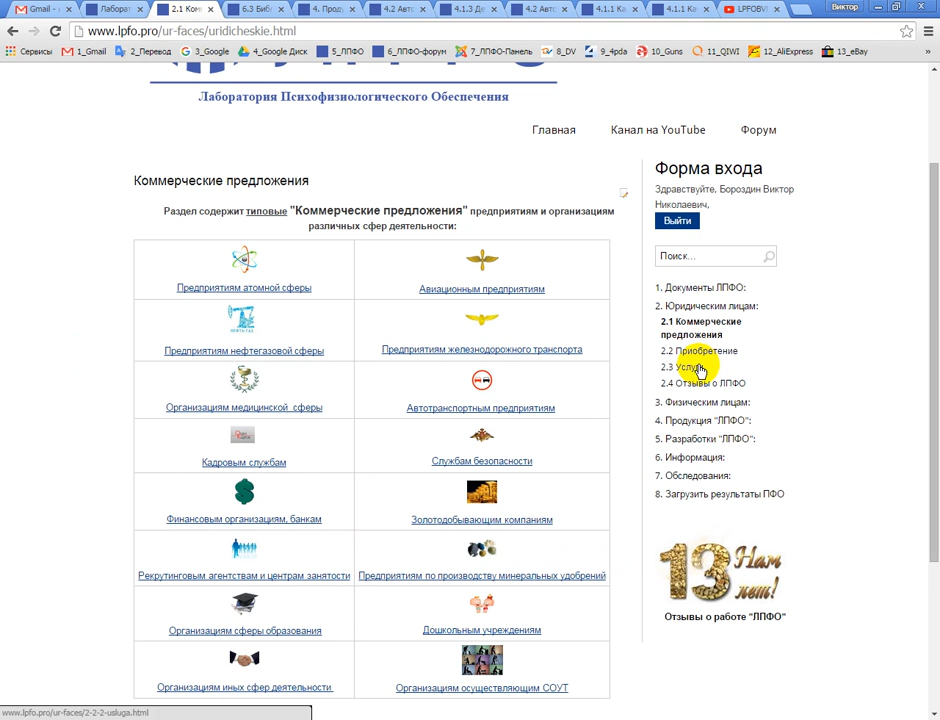 Gmail -
Лаборат
2.1 Ком
6.3 Биб
4. Прод
4.2 Авто
4.1.3 Де
4.2 Авто
4.1.1 Ка
4.1.1 Ка
LPFOBV
Виктор
www.lpfo.pro/ur-faces/uridicheskie.html
Сервисы
1_Gmail
2_Перевод
3_Google
4_Google Диск
5_ЛПФО
6_ЛПФО-форум
7_ЛПФО-Панель
8_DV
9_4pda
10_Guns
11_QIWI
12_AliExpress
13_eBay
»
Лаборатория Психофизиологического Обеспечения
Главная
Канал на YouTube
Форум
Коммерческие предложения
Раздел содержит типовые "Коммерческие предложения" предприятиям и организациям
различных сфер деятельности:
Предприятиям атомной сферы
Авиационным предприятиям
Предприятиям нефтегазовой сферы
Предприятиям железнодорожного транспорта
Организациям медицинской сферы
Автотранспортным предприятиям
Кадровым службам
Службам безопасности
Финансовым организациям, банкам
Золотодобывающим компаниям
Рекрутинговым агентствам и центрам занятости
Предприятиям по производству минеральных удобрений
Организациям сферы образования
Дошкольным учреждениям
Организациям иных сфер деятельности
Организациям осуществляющим СОУТ
Форма входа
Здравствуйте, Бороздин Виктор
Николаевич,
Выйти
Поиск...
1. Документы ЛПФО:
2. Юридическим лицам:
2.1 Коммерческие
предложения
2.2 Приобретение
2.3 Услуги
2.4 Отзывы о ЛПФО
3. Физическим лицам:
4. Продукция "ЛПФО":
5. Разработки "ЛПФО":
6. Информация:
7. Обследования:
8. Загрузить результаты ПФО
13 Нам
лет!
Отзывы о работе "ЛПФО"
www.lpfo.pro/ur-faces/2-2-2-usluga.html